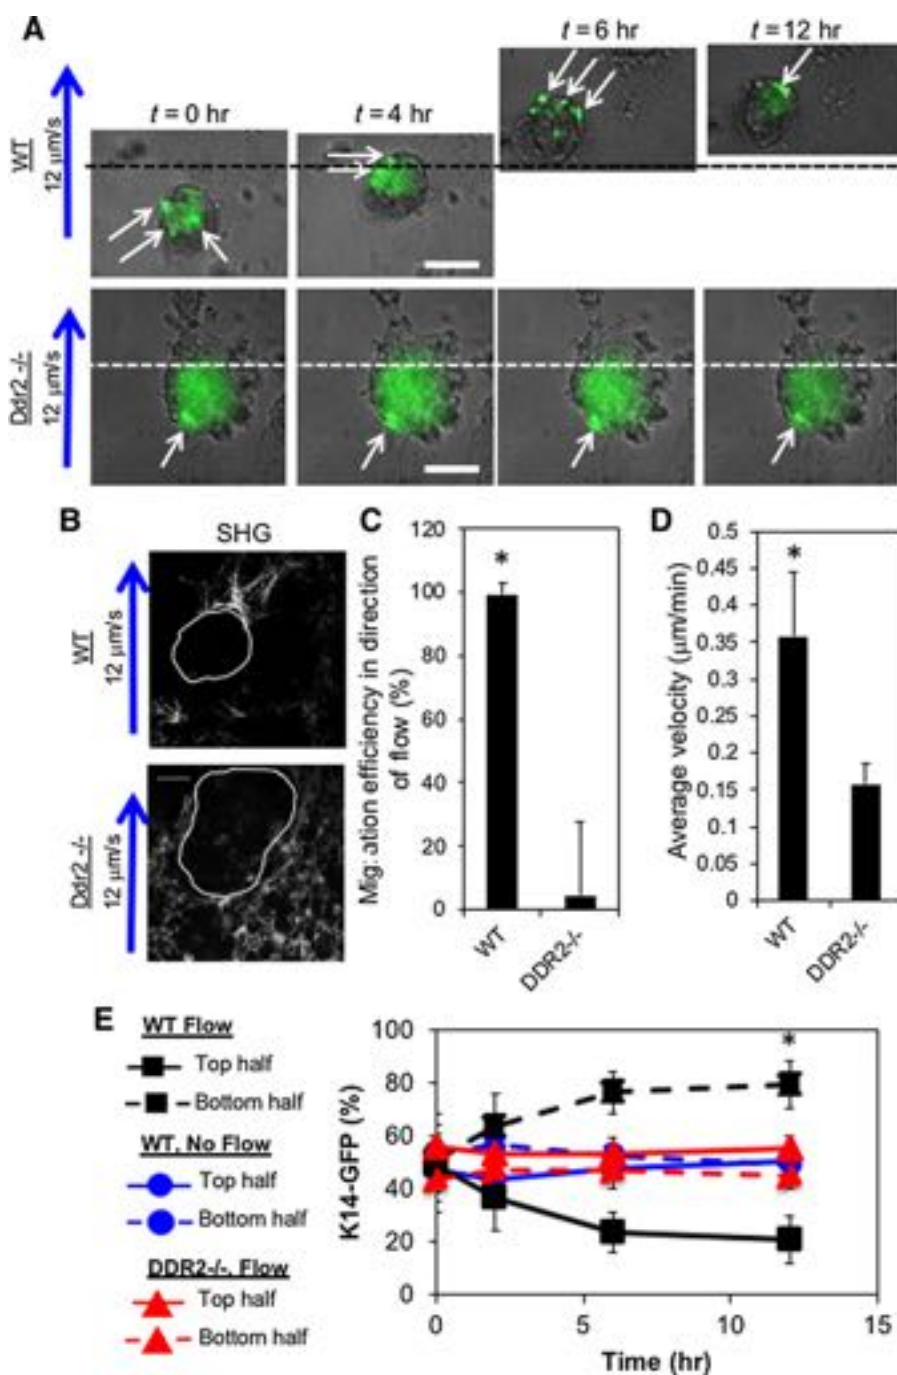 A
t = 0 hr
t = 4 hr
t = 6 hr
t = 12 hr
WT
12 µm/s
Ddr2 -/-
12 µm/s
B
SHG
WT
12 µm/s
Ddr2 -/-
12 µm/s
C
Mig: ation efficiency in direction
of flow (%)
120
100
80
60
40
20
0
*
WT
DDR2-/-
D
Average velocity (µm/min)
0.5
0.45
0.4
0.35
0.3
0.25
0.2
0.15
0.1
0.05
0
*
WT
DDR2-/-
E
WT Flow
Top half
Bottom half
WT, No Flow
Top half
Bottom half
DDR2-/-, Flow
Top half
Bottom half
K14-GFP (%)
100
80
60
40
20
0
*
0
5
10
15
Time (hr)